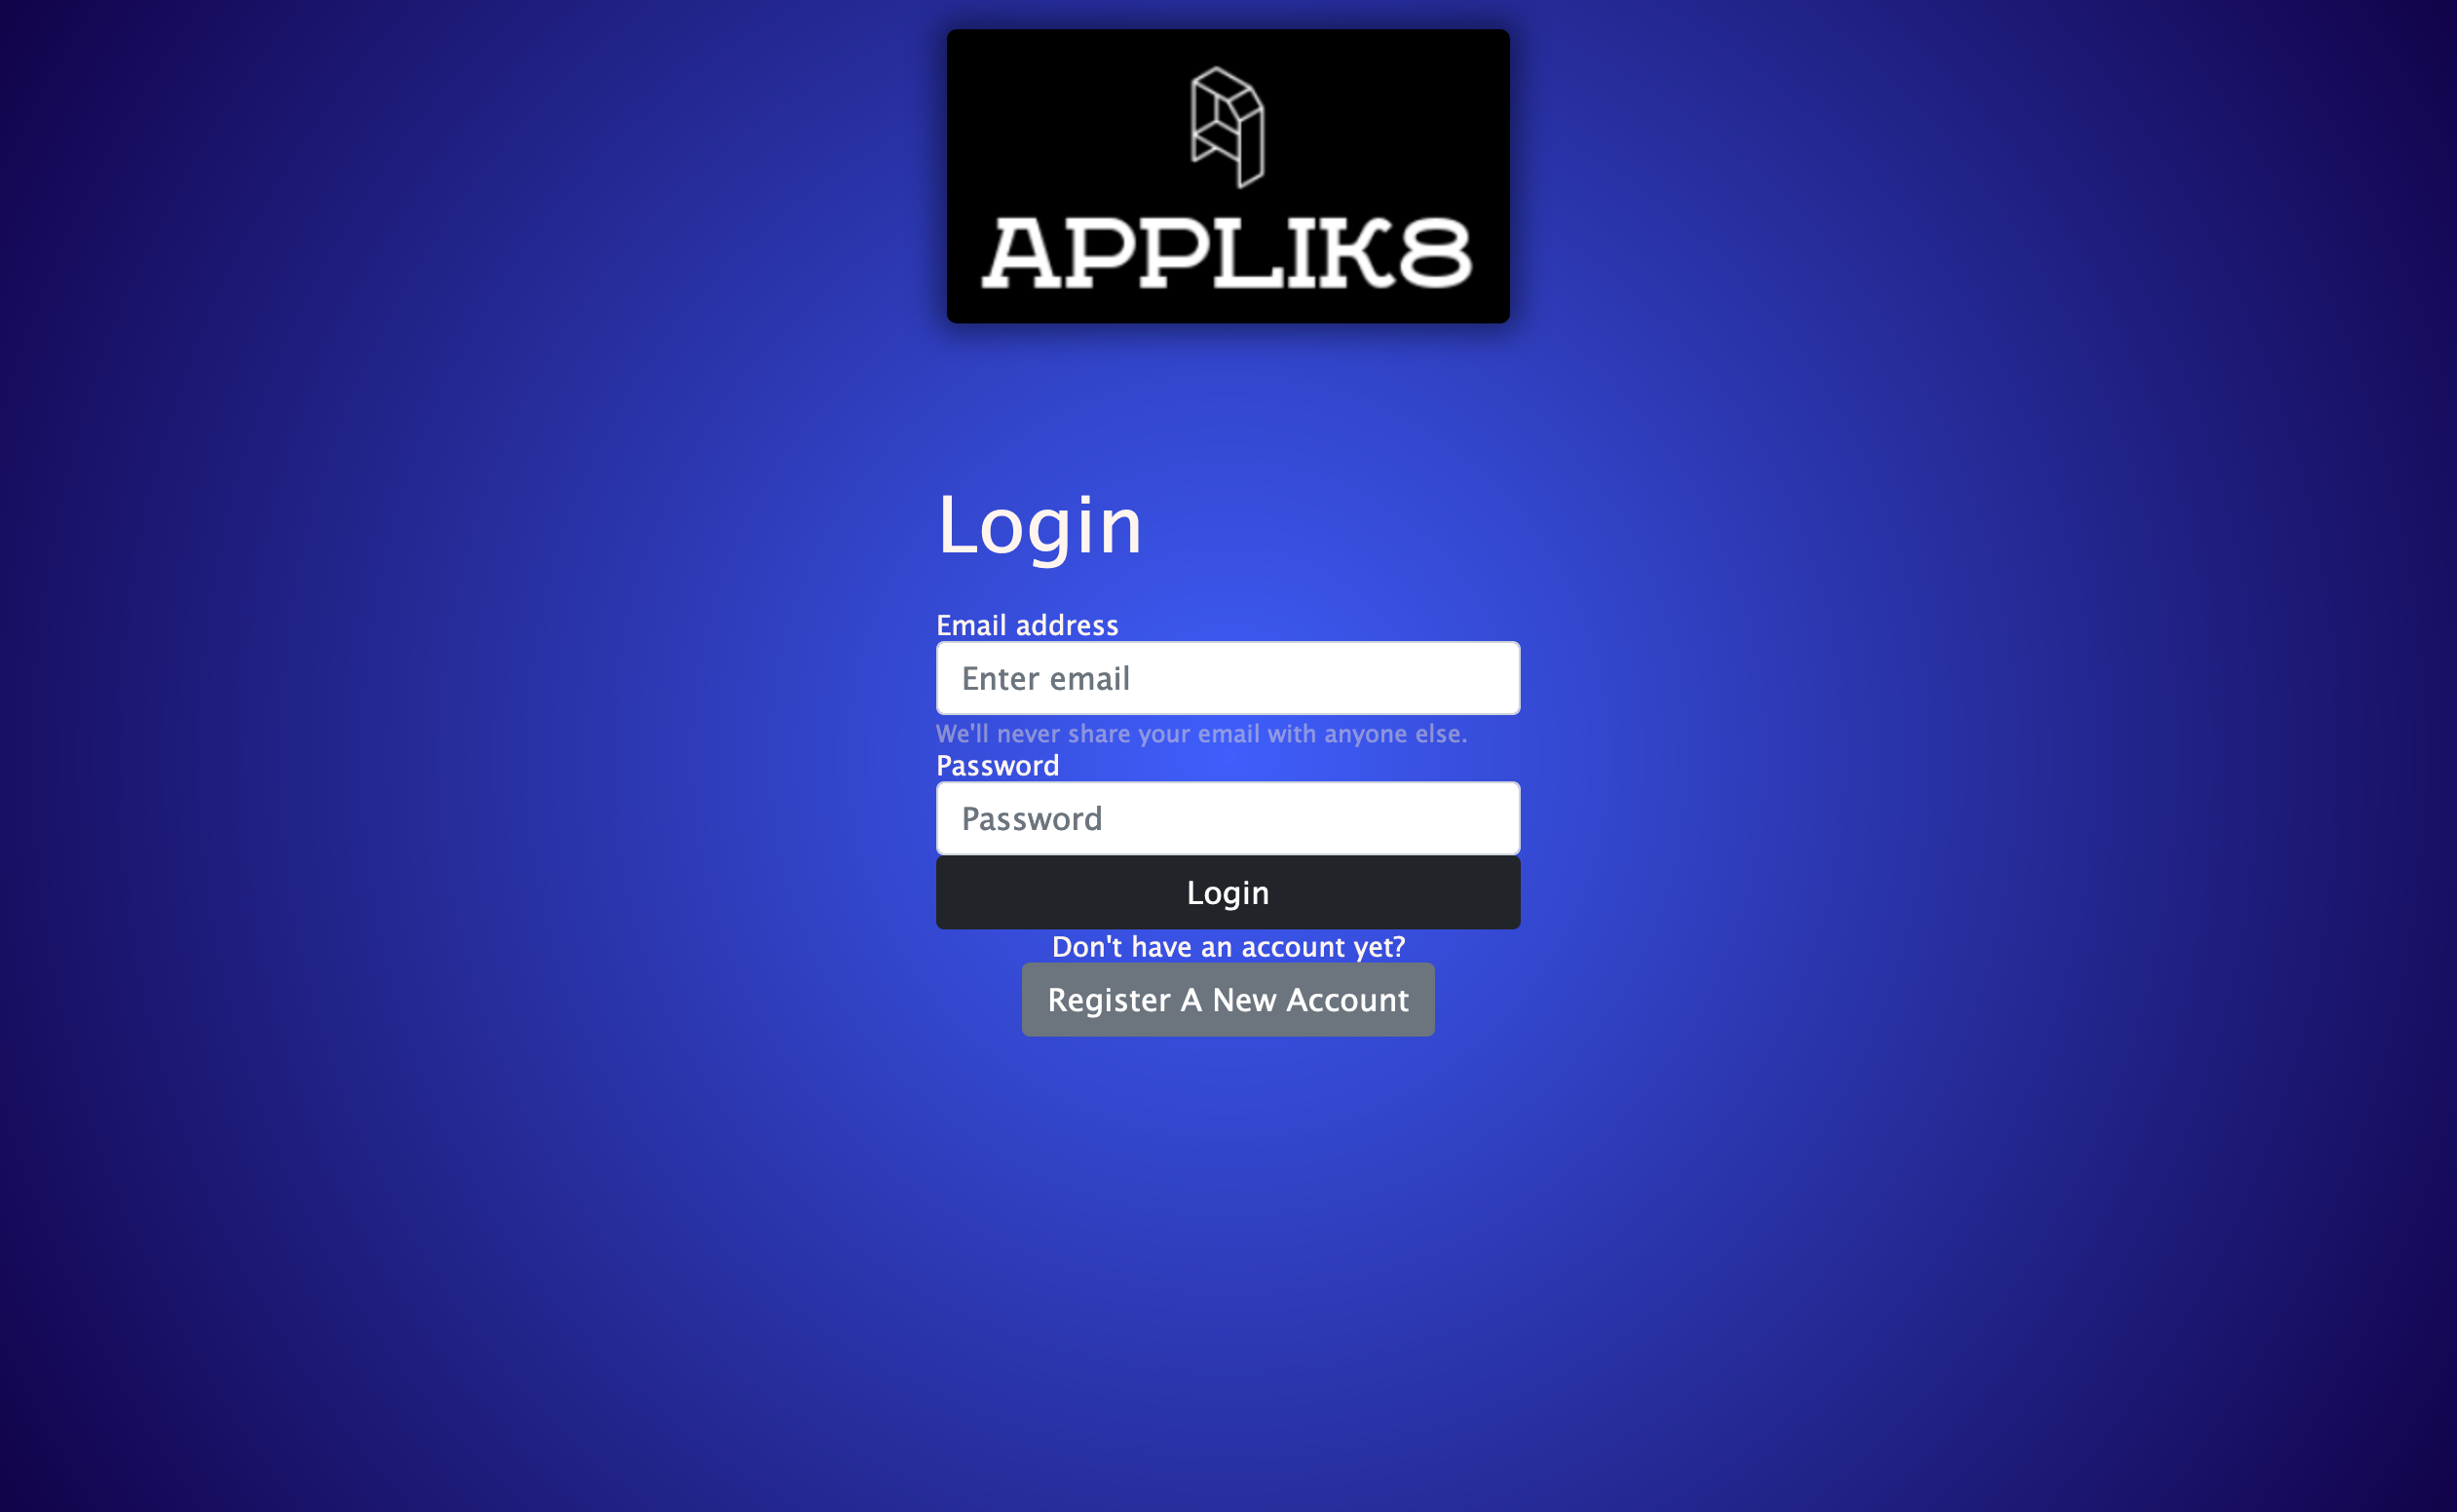 APPLIK8
Login
Email address
Enter email
We'll never share your email with anyone else.
Password
Password
Login
Don't have an account yet?
Register A New Account